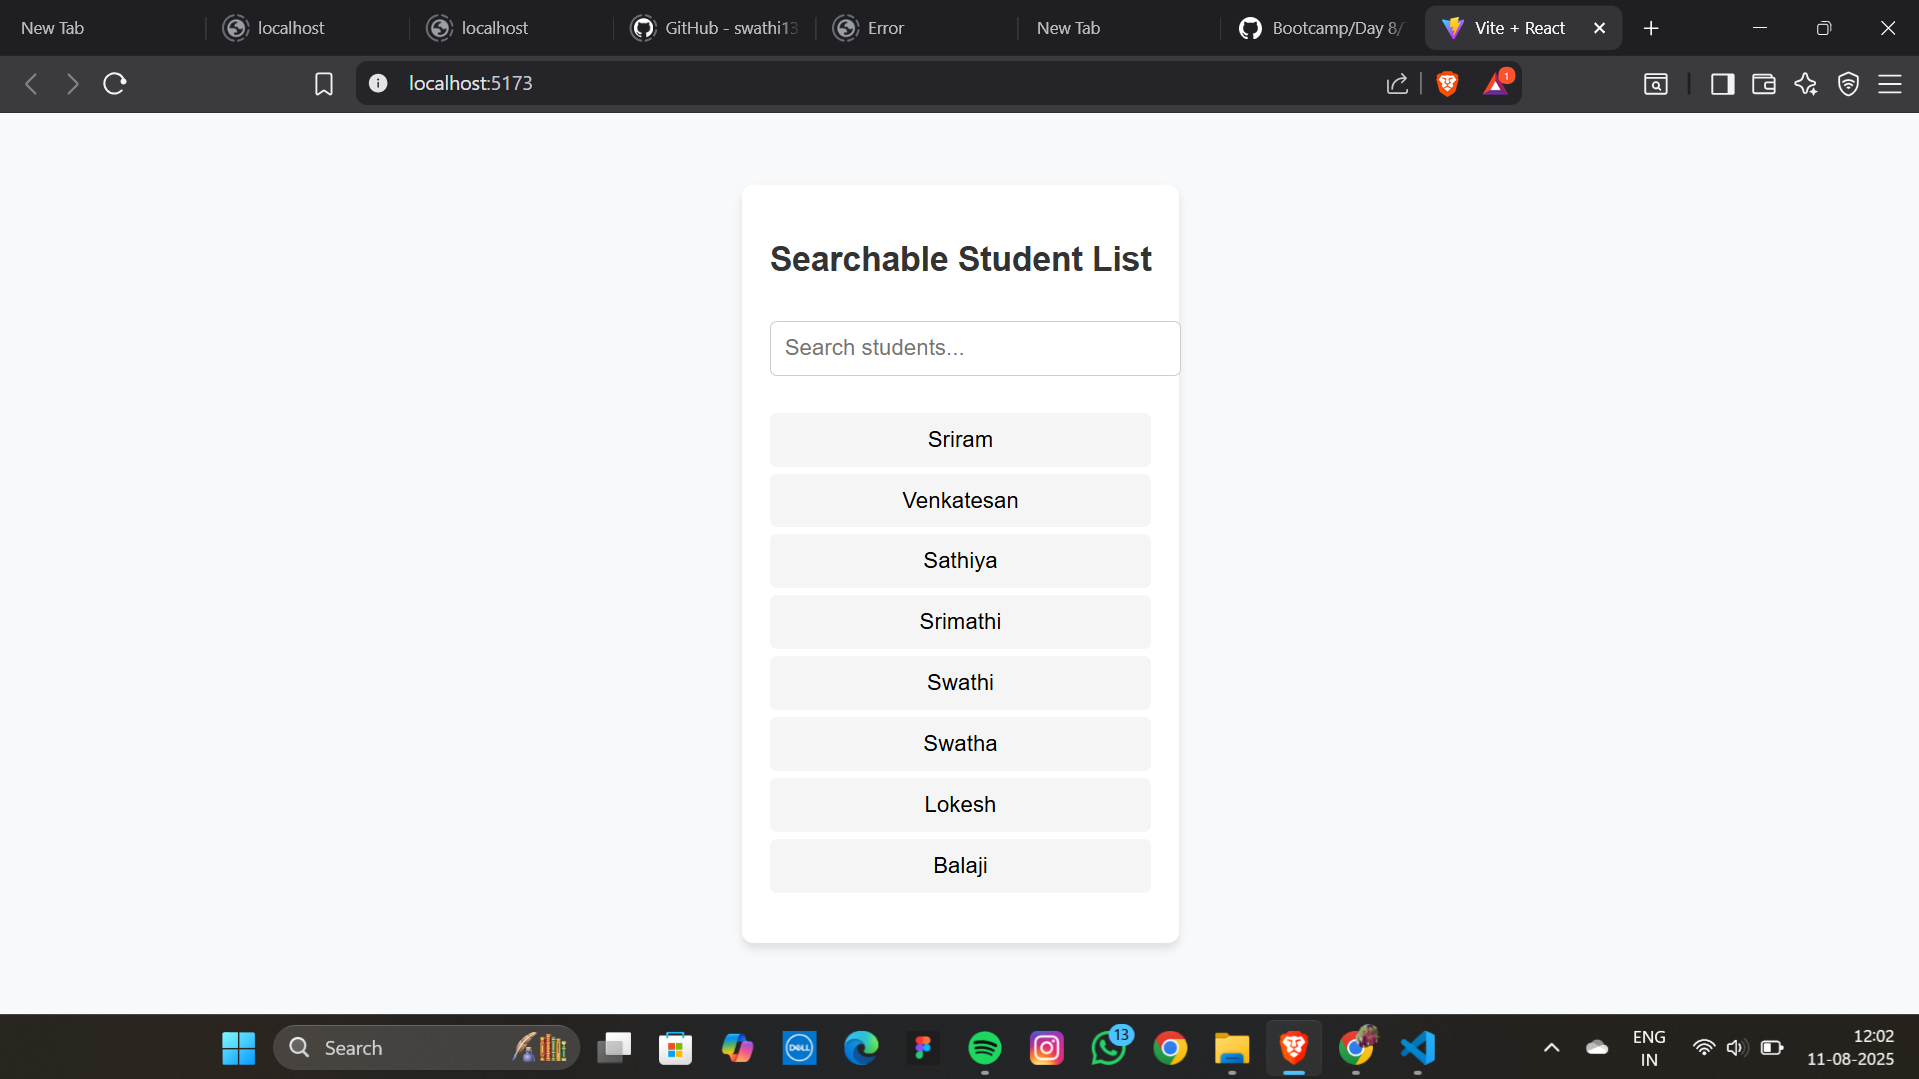 New Tab
localhost
localhost
GitHub - swathi13
Error
New Tab
Bootcamp/Day 8/
Vite + React
localhost:5173
1
Searchable Student List
Search students...
Sriram
Venkatesan
Sathiya
Srimathi
Swathi
Swatha
Lokesh
Balaji
Search
DELL
13
ENG
IN
12:02
11-08-2025